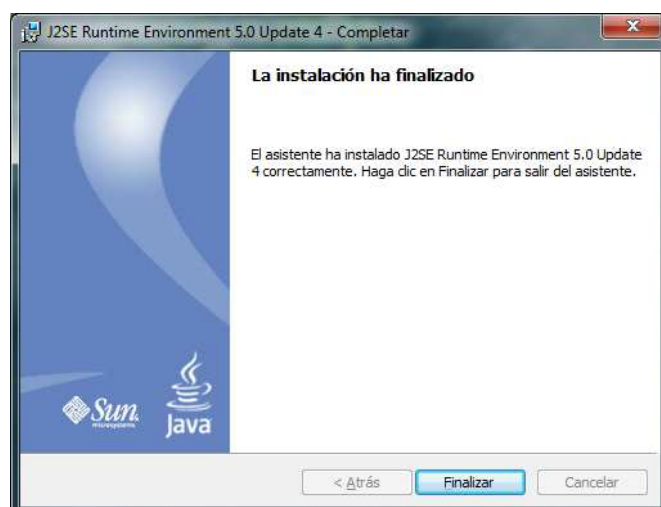 J2SE Runtime Environment 5.0 Update 4 - Completar
La instalación ha finalizado
El asistente ha instalado J2SE Runtime Environment 5.0 Update
4 correctamente. Haga clic en Finalizar para salir del asistente.
Sun
microsystems
Java
< Atrás
Finalizar
Cancelar